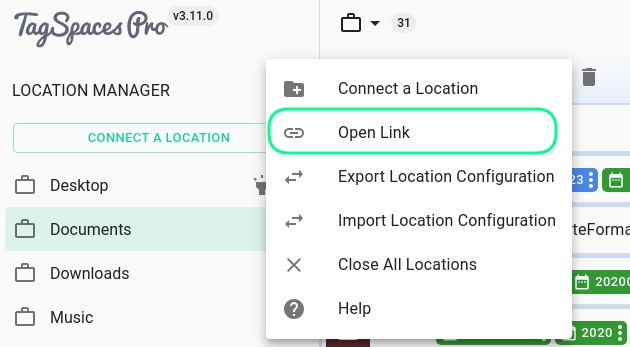 TagSpaces Pro v3.11.0
31
LOCATION MANAGER
CONNECT A LOCATION
Desktop
Documents
Downloads
Music
Connect a Location
Open Link
Export Location Configuration
Import Location Configuration
Close All Locations
Help
23
teForma
2020